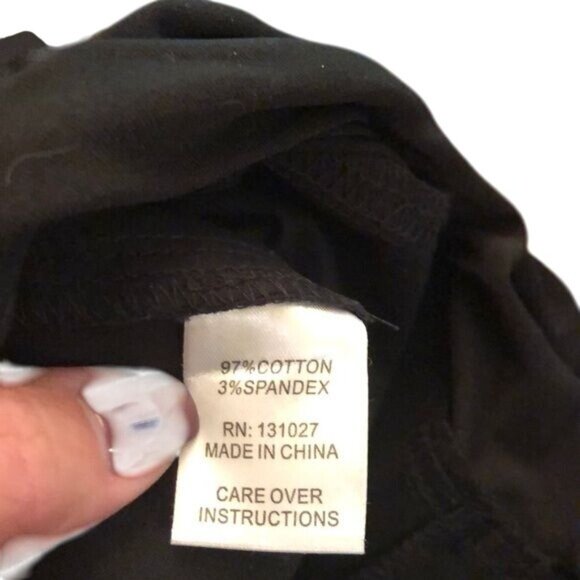 97%COTTON
3%SPANDEX
RN: 131027
MADE IN CHINA
CARE OVER
INSTRUCTIONS